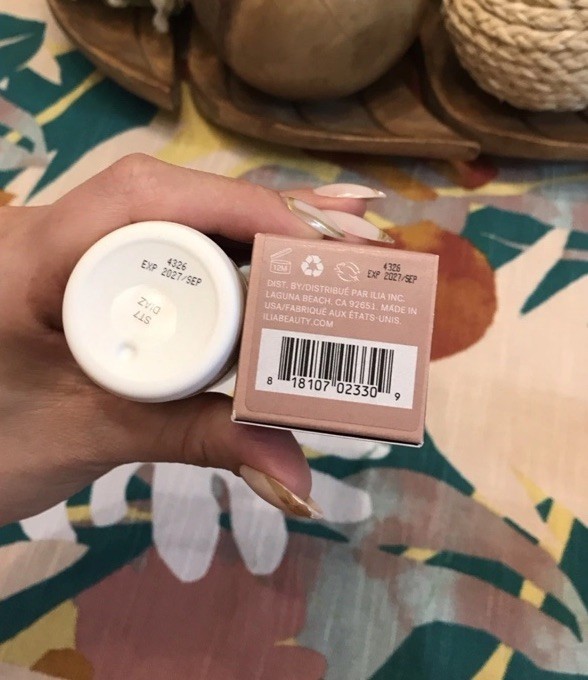 4326
EXP 2027/SEP
ST7
DIAZ
12M
4326
EXP 2027/SEP
DIST. BY/DISTRIBUÉ PAR ILIA INC.
LAGUNA BEACH, CA 92651. MADE IN
USA/FABRIQUÉ AUX ÉTATS-UNIS.
ILIABEAUTY.COM
8 18107 02330 9